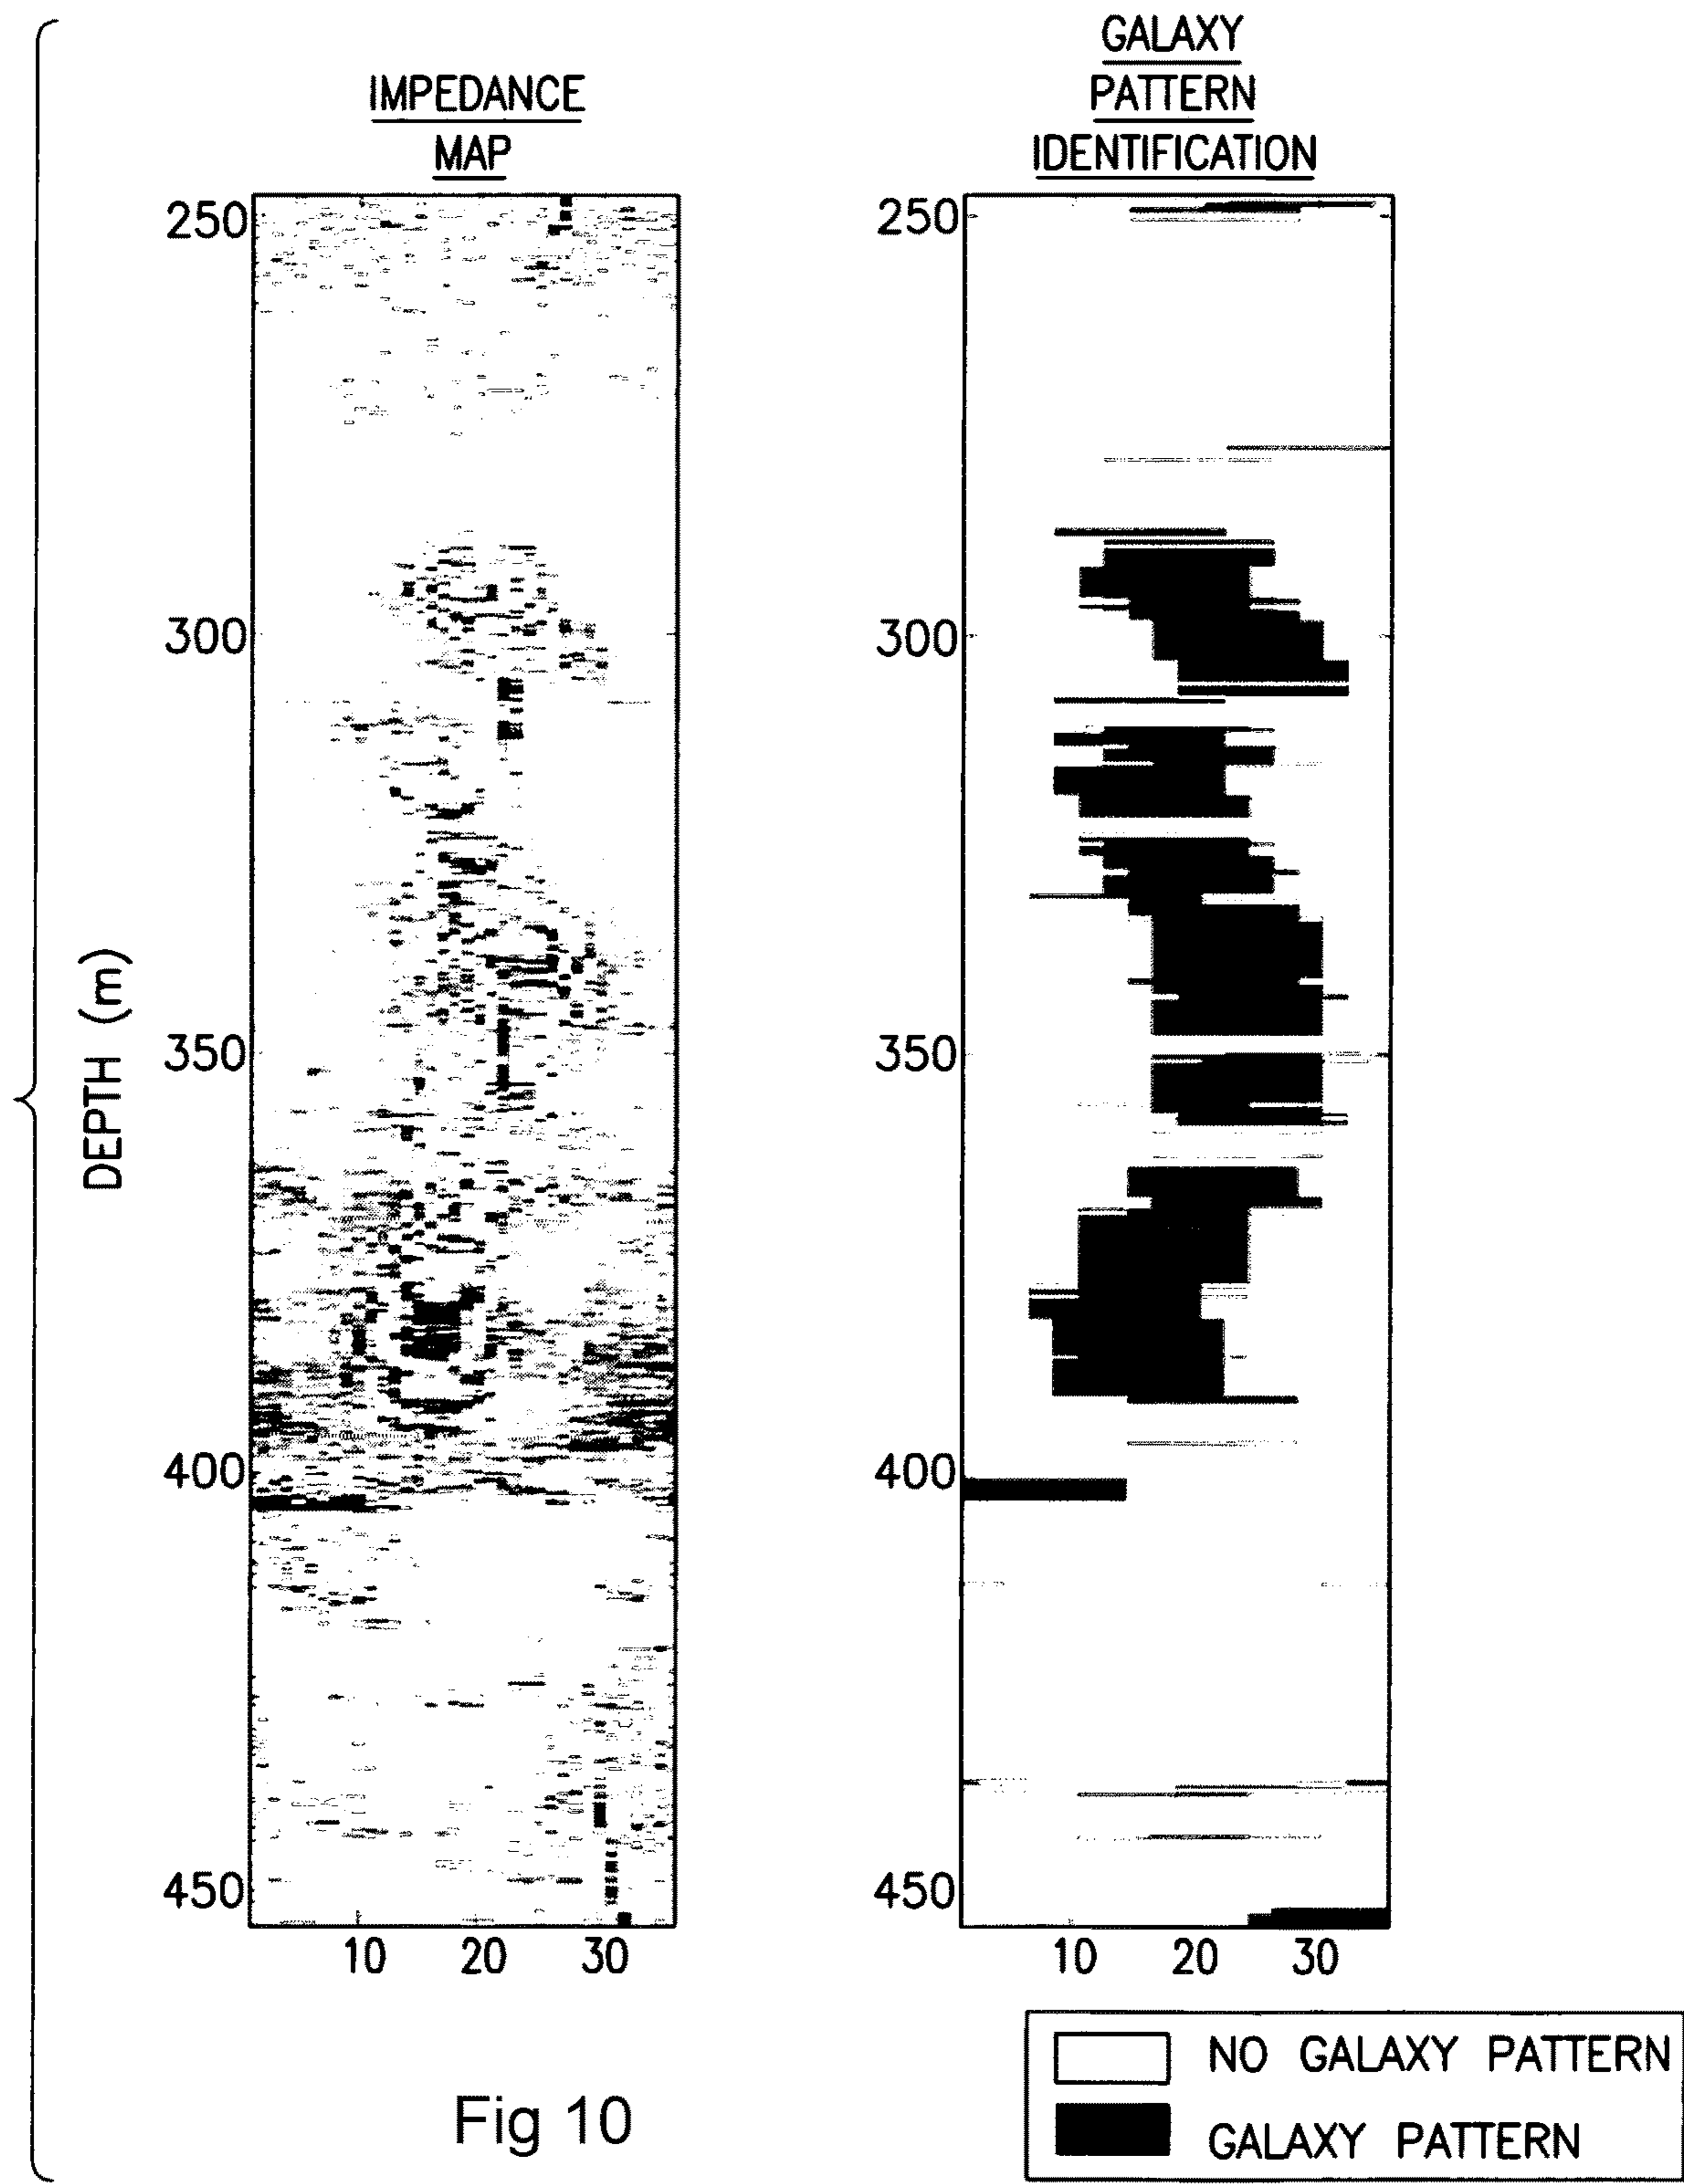 IMPEDANCE
MAP
GALAXY
PATTERN
IDENTIFICATION
DEPTH (m)
250
300
350
400
450
10 20 30
250
300
350
400
450
10 20 30
NO GALAXY PATTERN
GALAXY PATTERN
Fig 10